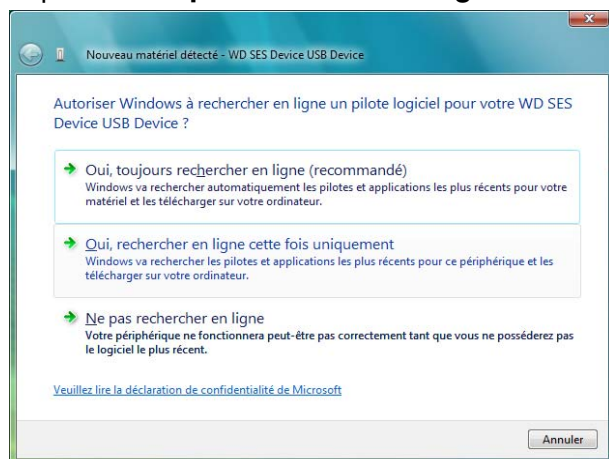 Nouveau matériel détecté - WD SES Device USB Device
Autoriser Windows à rechercher en ligne un pilote logiciel pour votre WD SES
Device USB Device ?
Oui, toujours rechercher en ligne (recommandé)
Windows va rechercher automatiquement les pilotes et applications les plus récents pour votre
matériel et les télécharger sur votre ordinateur.
Oui, rechercher en ligne cette fois uniquement
Windows va rechercher les pilotes et applications les plus récents pour ce périphérique et les
télécharger sur votre ordinateur.
Ne pas rechercher en ligne
Votre périphérique ne fonctionnera peut-être pas correctement tant que vous ne posséderez pas
le logiciel le plus récent.
Veuillez lire la déclaration de confidentialité de Microsoft
Annuler